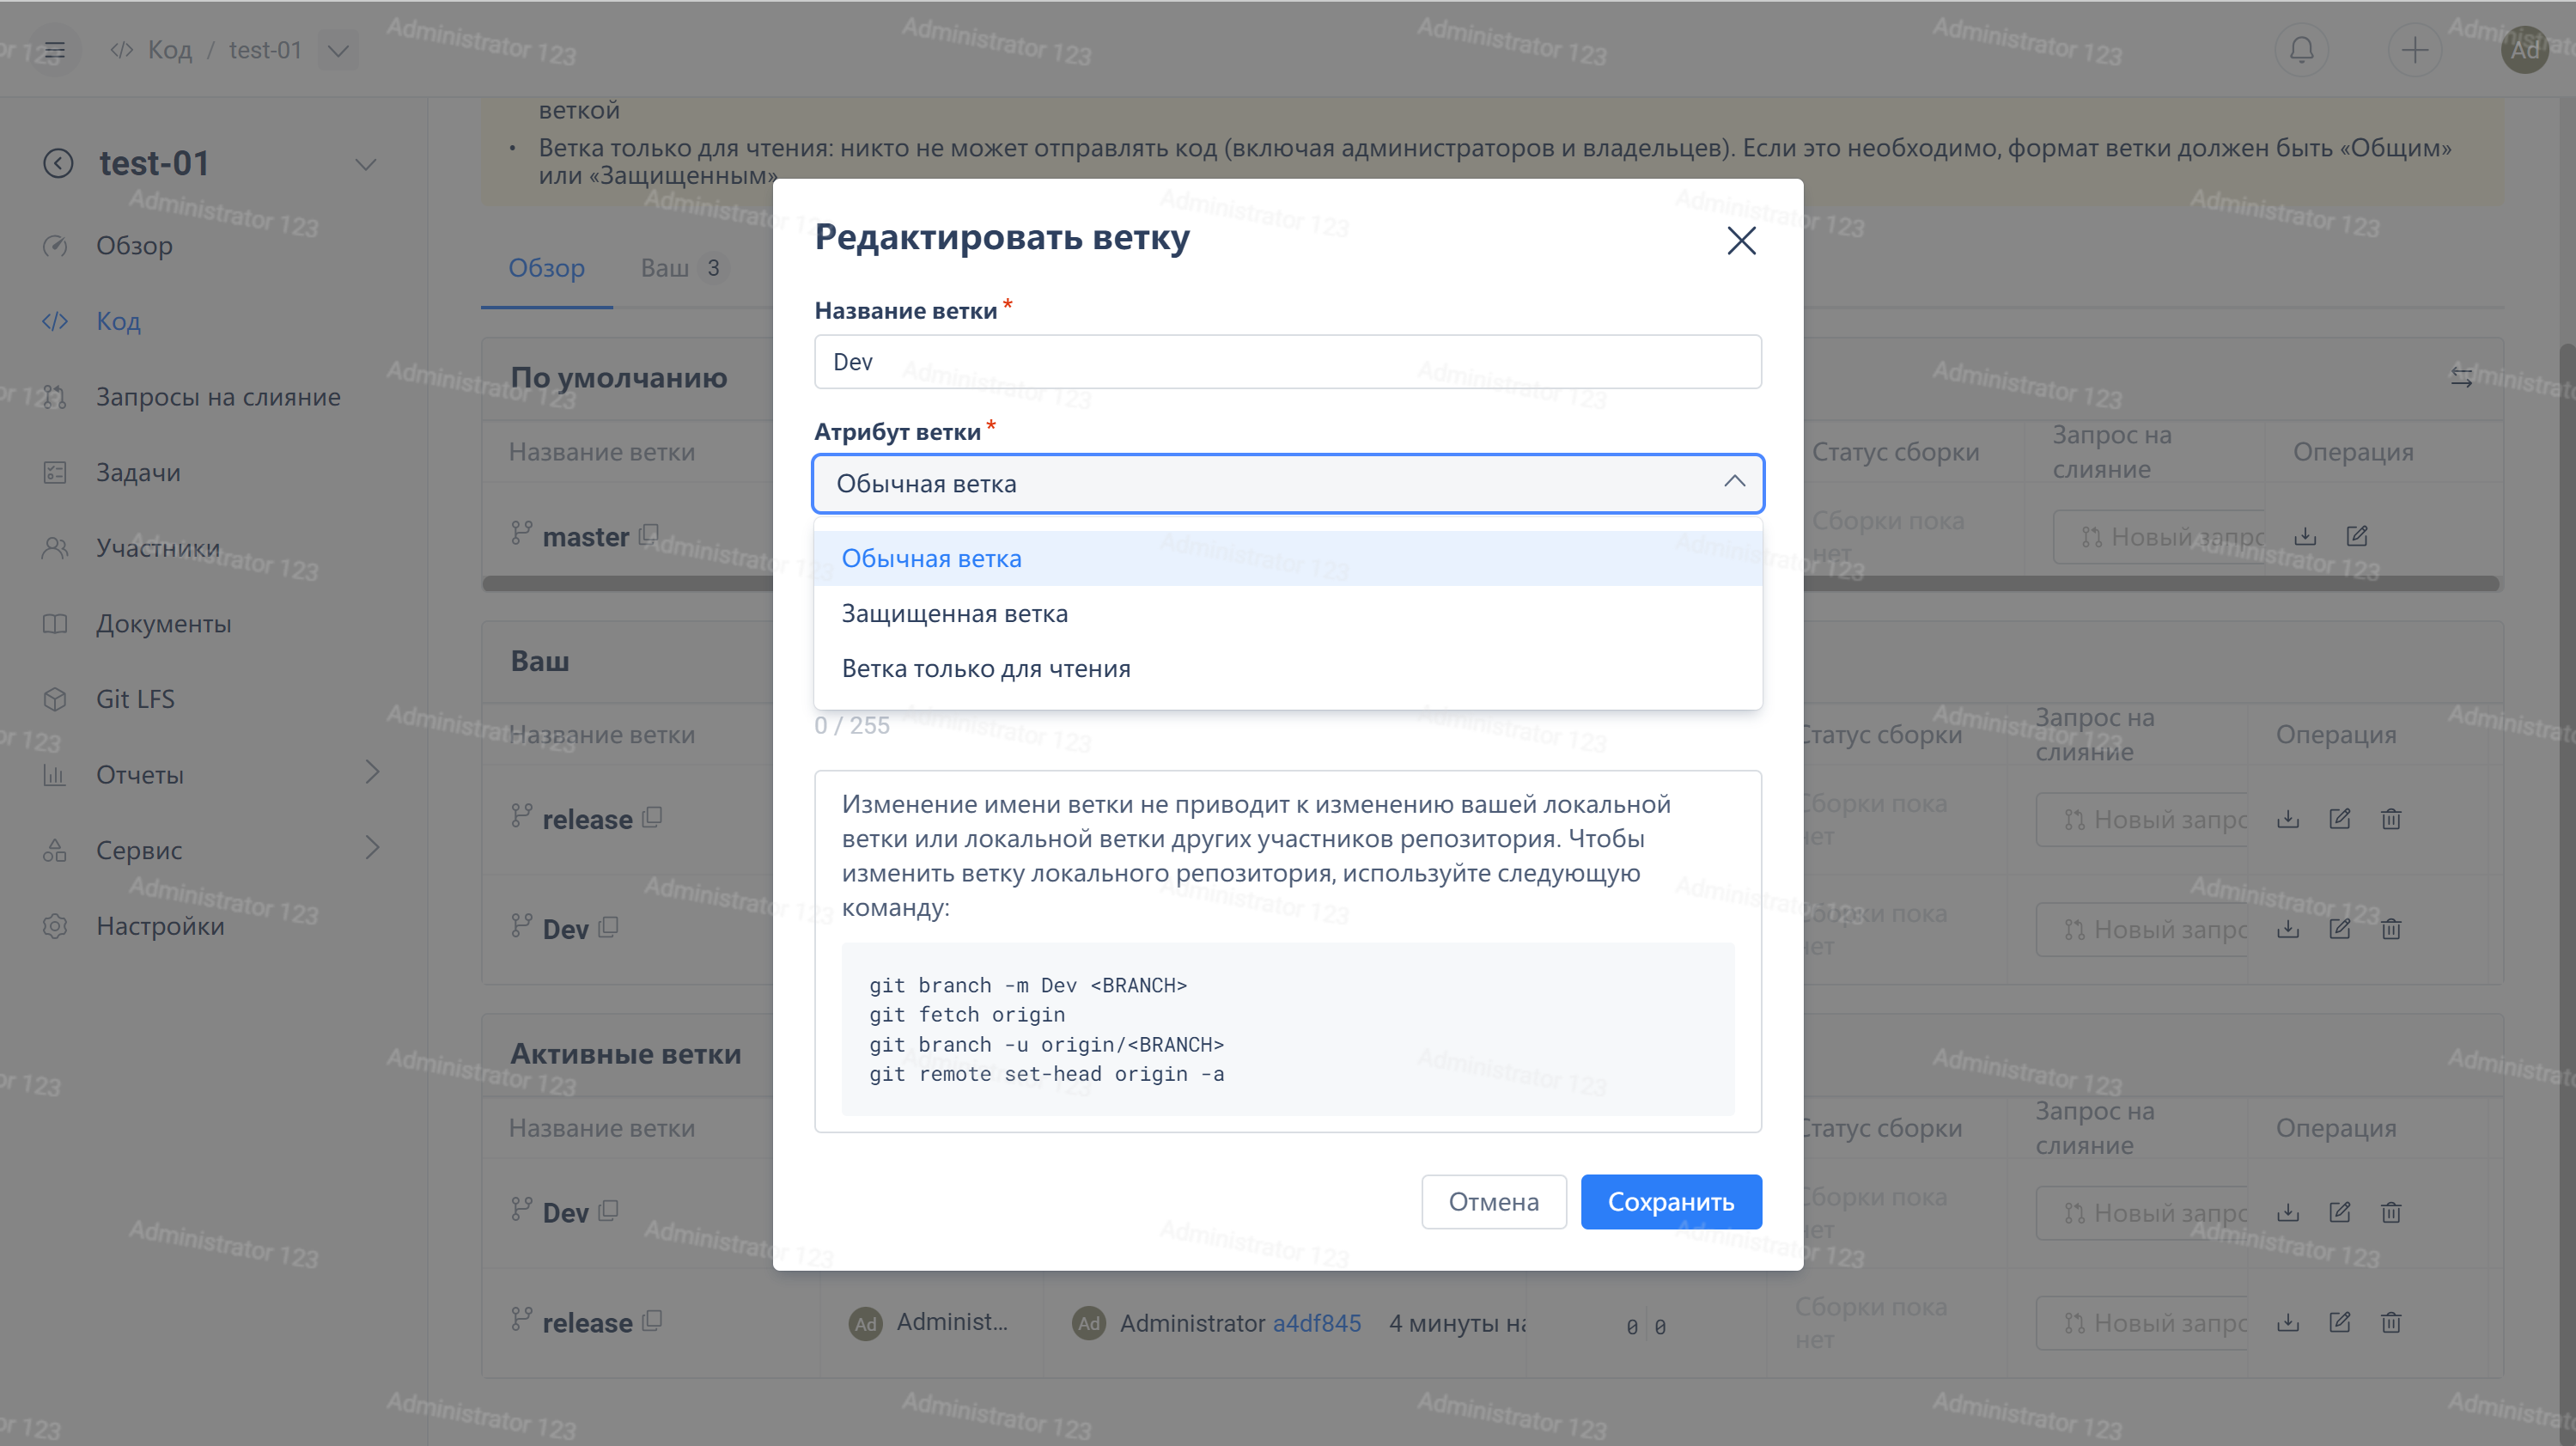 Код / test-01
Ad
test-01
Обзор
Код
Запросы на слияние
Задачи
Участники
Документы
Git LFS
Отчеты
Сервис
Настройки
веткой
• Ветка только для чтения: никто не может отправлять код (включая администраторов и владельцев). Если это необходимо, формат ветки должен быть «Общим»
или «Защищенным»
Обзор Ваш 3
По умолчанию
Название ветки Статус сборки Запрос на слияние Операция
master Сборки пока нет Новый запрос
Ваш
Название ветки Статус сборки Запрос на слияние Операция
release Сборки пока нет Новый запрос
Dev Сборки пока нет Новый запрос
Активные ветки
Название ветки Статус сборки Запрос на слияние Операция
Dev Сборки пока нет Новый запрос
release Ad Administ... Ad Administrator a4df845 4 минуты на 0 0 Сборки пока нет Новый запрос
Редактировать ветку
Название ветки *
Dev
Атрибут ветки *
Обычная ветка
Обычная ветка
Защищенная ветка
Ветка только для чтения
0 / 255
Изменение имени ветки не приводит к изменению вашей локальной
ветки или локальной ветки других участников репозитория. Чтобы
изменить ветку локального репозитория, используйте следующую
команду:
git branch -m Dev <BRANCH>
git fetch origin
git branch -u origin/<BRANCH>
git remote set-head origin -a
Отмена Сохранить
Administrator 123